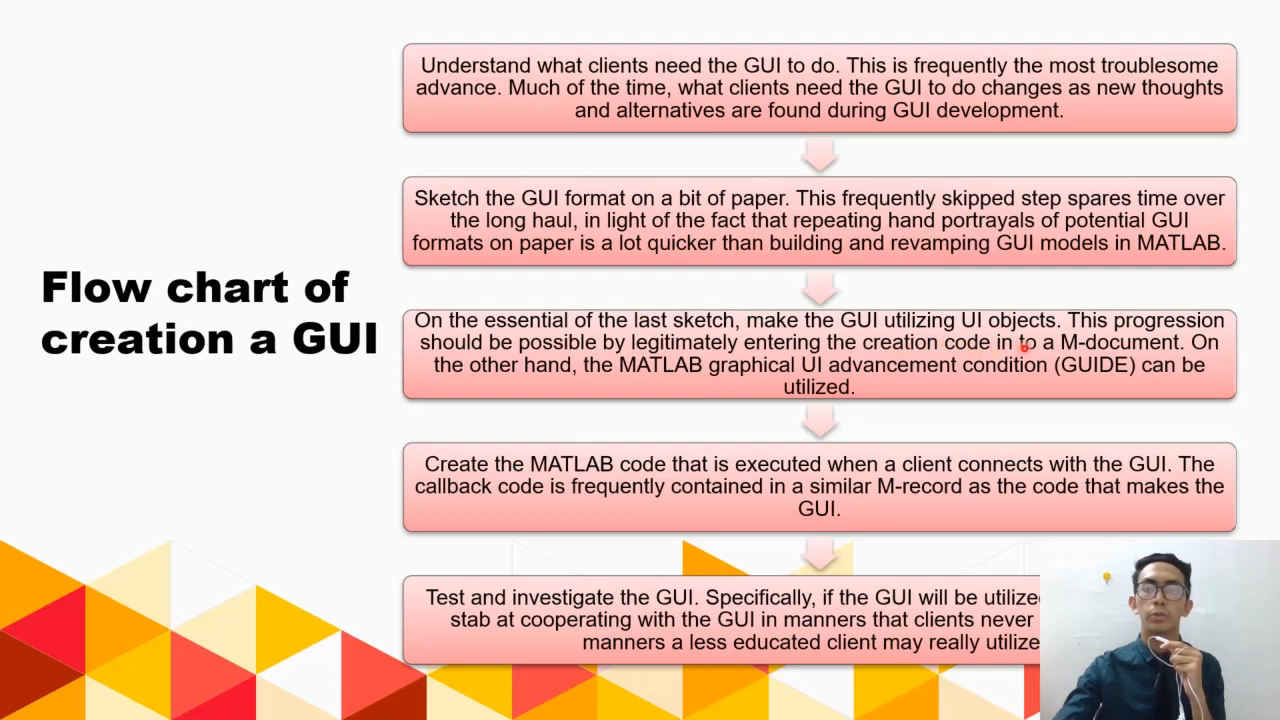 Flow chart of
creation a GUI
Understand what clients need the GUI to do. This is frequently the most troublesome
advance. Much of the time, what clients need the GUI to do changes as new thoughts
and alternatives are found during GUI development.
Sketch the GUI format on a bit of paper. This frequently skipped step spares time over
the long haul, in light of the fact that repeating hand portrayals of potential GUI
formats on paper is a lot quicker than building and revamping GUI models in MATLAB.
On the essential of the last sketch, make the GUI utilizing UI objects. This progression
should be possible by legitimately entering the creation code in to a M-document. On
the other hand, the MATLAB graphical UI advancement condition (GUIDE) can be
utilized.
Create the MATLAB code that is executed when a client connects with the GUI. The
callback code is frequently contained in a similar M-record as the code that makes the
GUI.
Test and investigate the GUI. Specifically, if the GUI will be
stab at cooperating with the GUI in manners that clients never
manners a less educated client may really